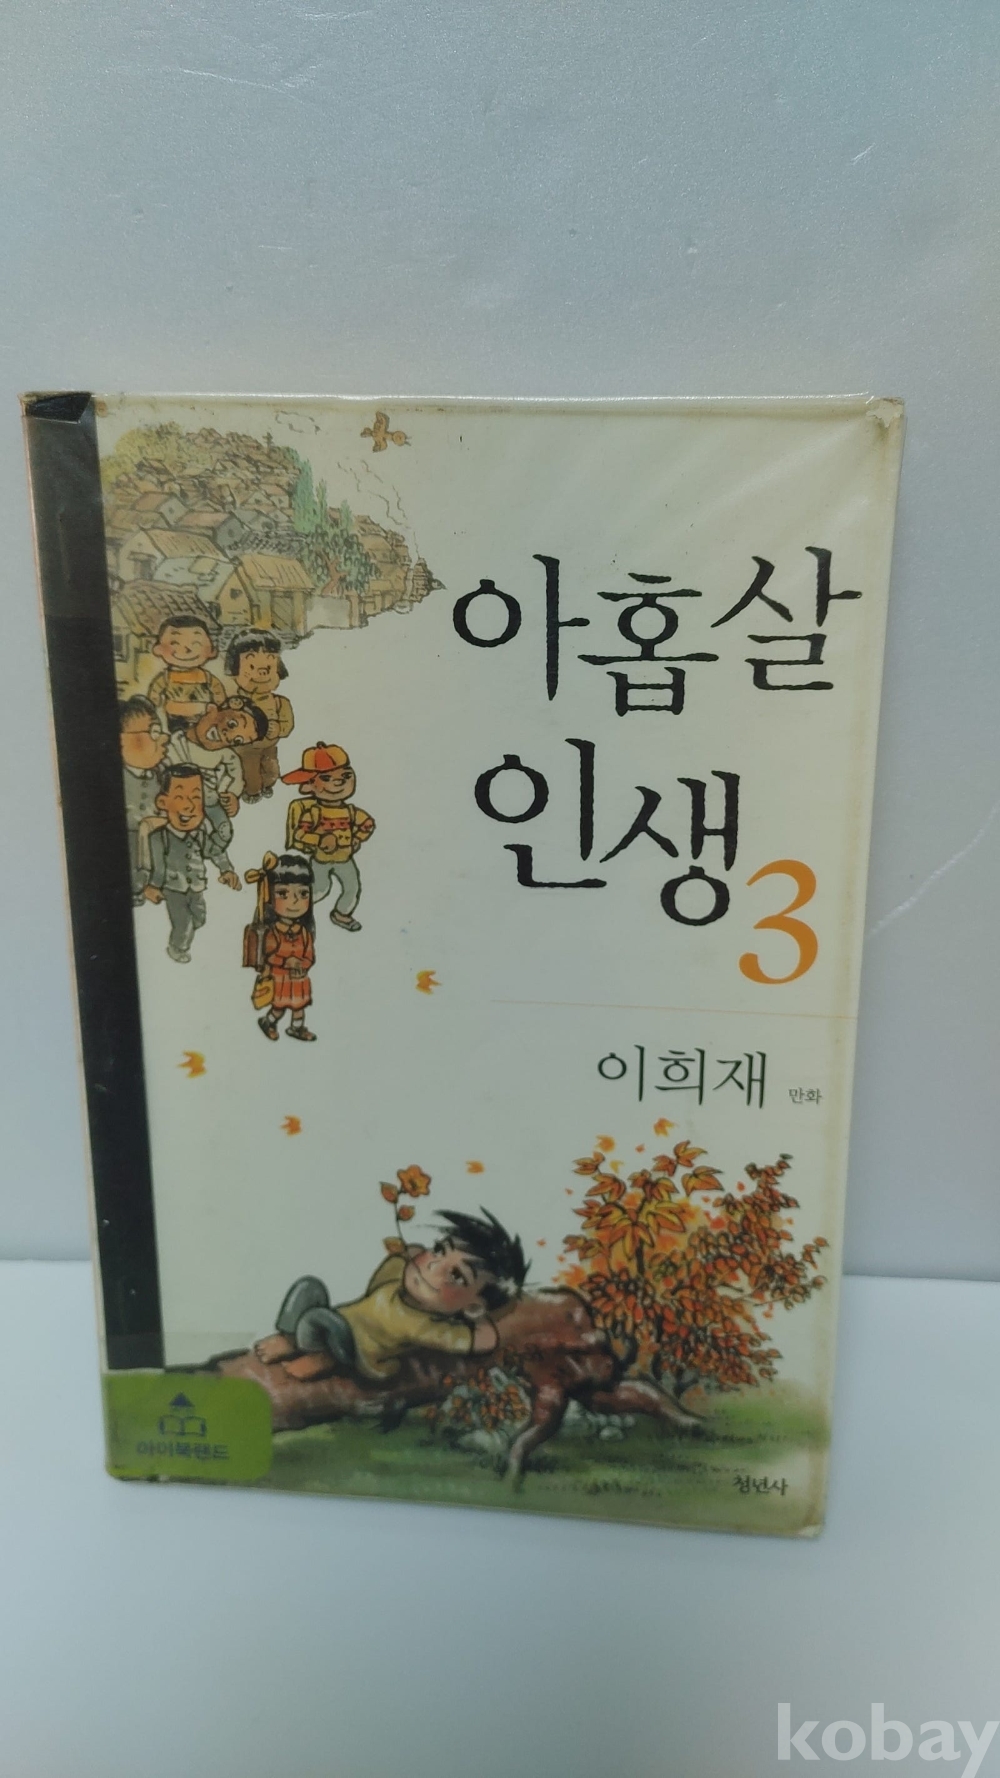 아홉살
인생3
이희재 만화
아이북랜드
청년사
kobay